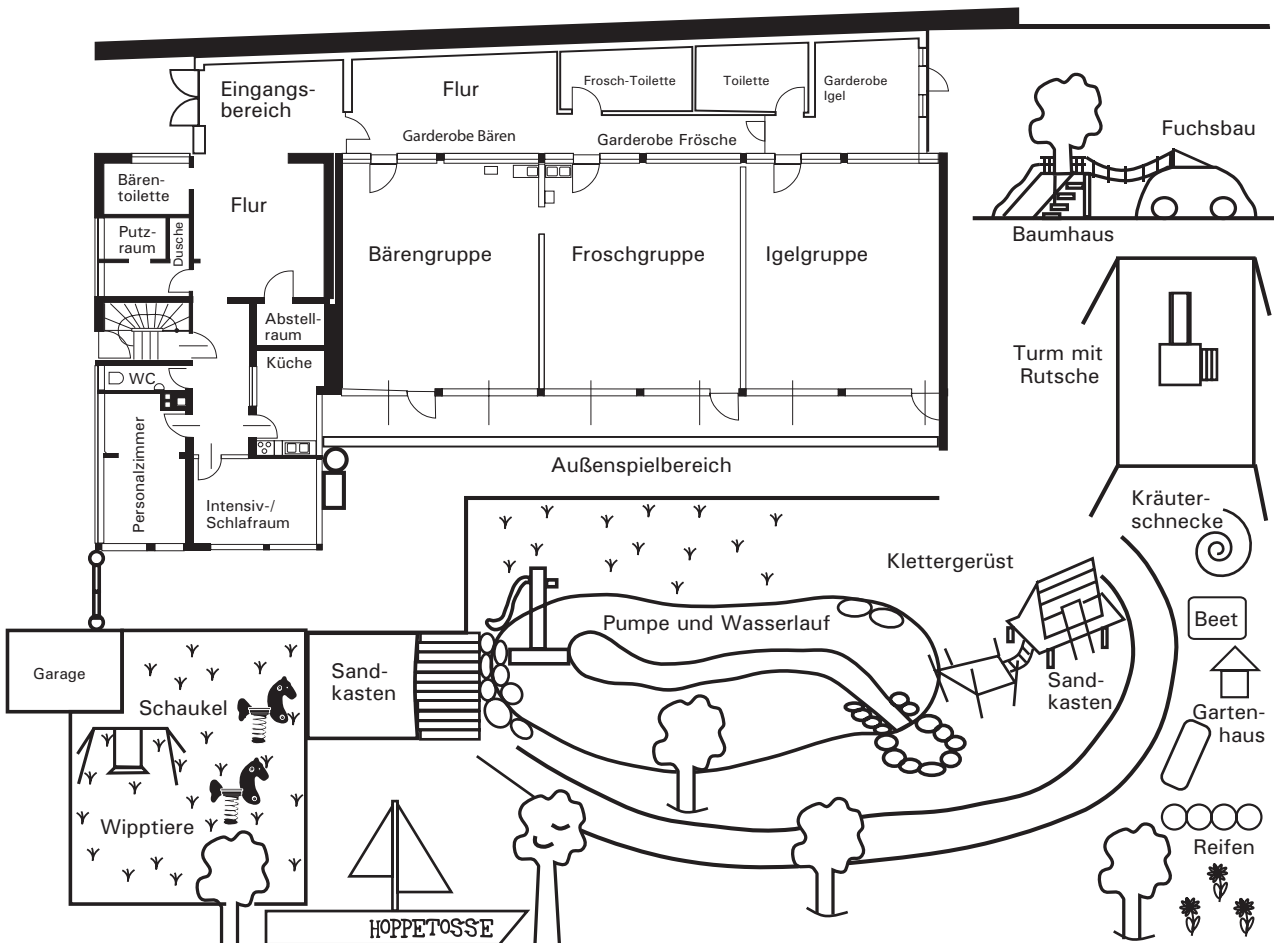 Eingangs-
bereich
Flur
Frosch-Toilette
Toilette
Garderobe
Igel
Garderobe Bären
Garderobe Frösche
Fuchsbau
Baumhaus
Bären-
toilette
Flur
Putz-
raum
Dusche
Bärengruppe
Froschgruppe
Igelgruppe
Abstell-
raum
Küche
WC
Personalzimmer
Intensiv-/
Schlafraum
Turm mit
Rutsche
Außenspielbereich
Kräuter-
schnecke
Klettergerüst
Pumpe und Wasserlauf
Beet
Garage
Sand-
kasten
Sand-
kasten
Schaukel
Garten-
haus
Wipptiere
Reifen
HOPPETOSSE